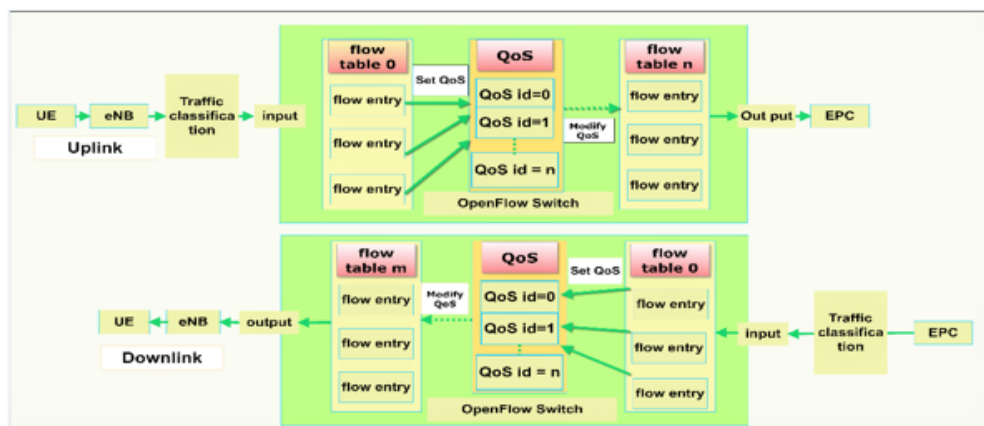 flow
table 0
QoS
flow
table n
Set QoS
flow entry
QoS id=0
UE
eNB
Traffic
classifica
tion
input
flow entry
QoS id=1
Modify
QoS
flow entry
Out put
EPC
Uplink
flow entry
flow entry
QoS id = n
flow entry
OpenFlow Switch
flow
table m
QoS
Set QoS
flow
table 0
flow entry
Modify
QoS
QoS id=0
flow entry
UE
eNB
output
flow entry
QoS id=1
flow entry
input
Traffic
classifica
tion
EPC
Downlink
flow entry
QoS id = n
flow entry
OpenFlow Switch